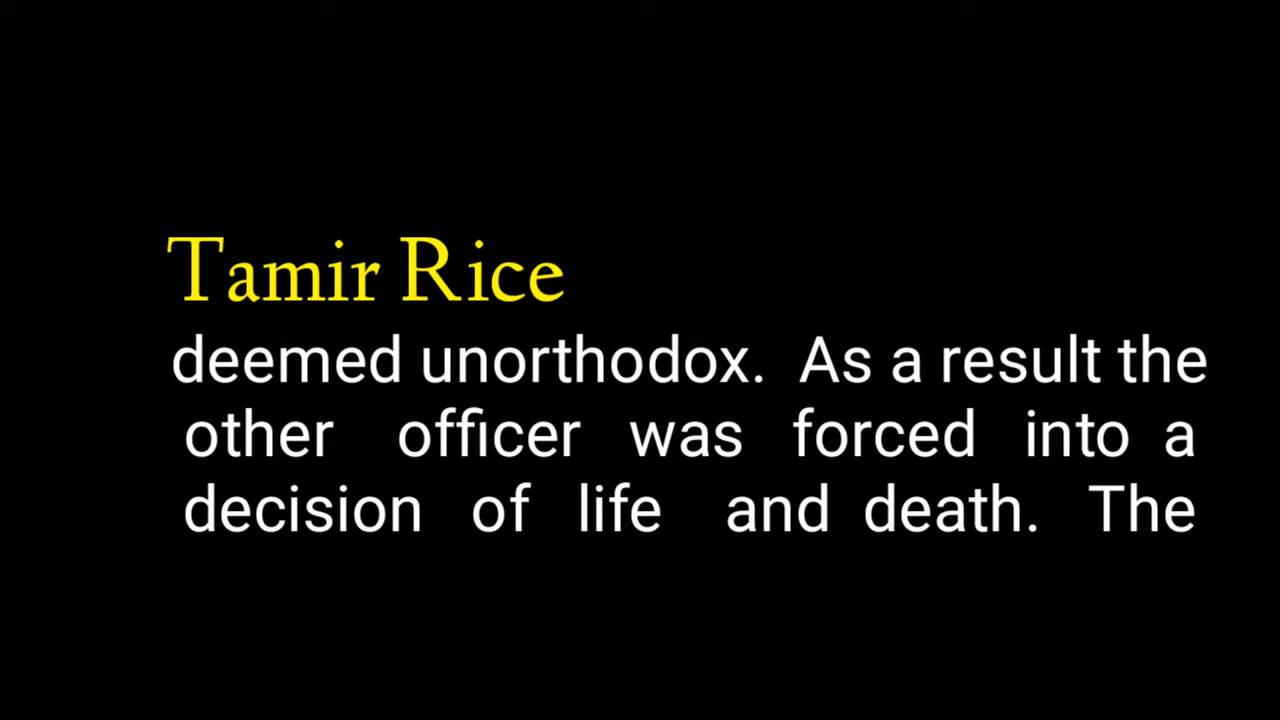 Tamir Rice
deemed unorthodox. As a result the
other officer was forced into a
decision of life and death. The